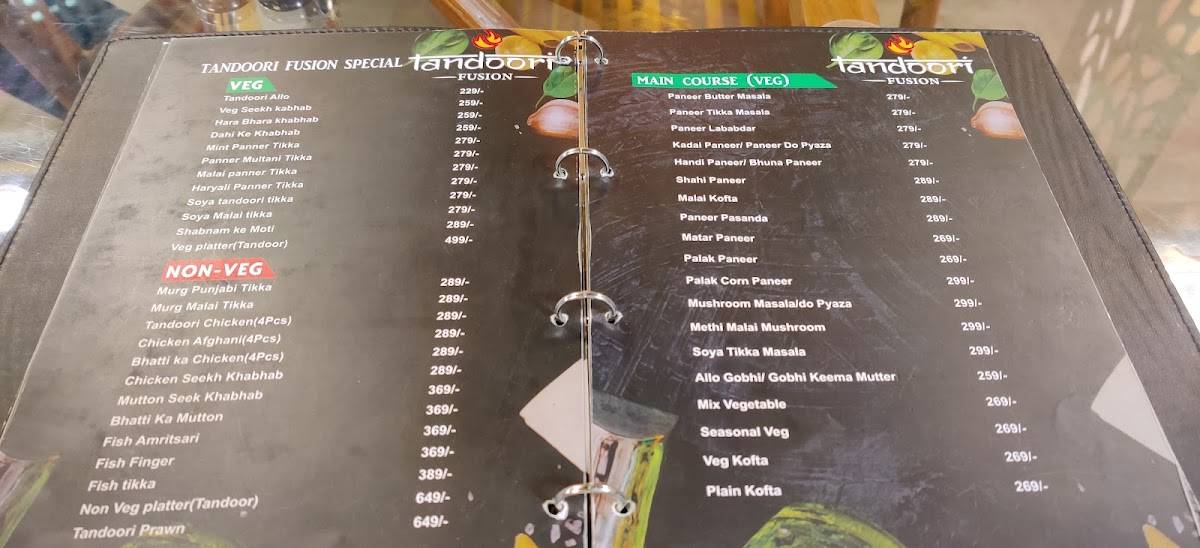 TANDOORI FUSION SPECIAL
Tandoori
FUSION
VEG
Tandoori Allo 229/-
Veg Seekh kabhab 259/-
Hara Bhara khabhab 259/-
Dahi Ke Khabhab 259/-
Mint Panner Tikka 279/-
Panner Multani Tikka 279/-
Malai panner Tikka 279/-
Haryali Panner Tikka 279/-
Soya tandoori tikka 279/-
Soya Malai tikka 279/-
Shabnam ke Moti 289/-
Veg platter(Tandoor) 499/-
NON-VEG
Murg Punjabi Tikka 289/-
Murg Malai Tikka 289/-
Tandoori Chicken(4Pcs) 289/-
Chicken Afghani(4Pcs) 289/-
Bhatti ka Chicken(4Pcs) 289/-
Chicken Seekh Khabhab 289/-
Mutton Seek Khabhab 369/-
Bhatti Ka Mutton 369/-
Fish Amritsari 369/-
Fish Finger 369/-
Fish tikka 389/-
Non Veg platter(Tandoor) 649/-
Tandoori Prawn 649/-
Tandoori
FUSION
MAIN COURSE (VEG)
Paneer Butter Masala 279/-
Paneer Tikka Masala 279/-
Paneer Lababdar 279/-
Kadai Paneer/ Paneer Do Pyaza 279/-
Handi Paneer/ Bhuna Paneer 279/-
Shahi Paneer 289/-
Malai Kofta 289/-
Paneer Pasanda 289/-
Matar Paneer 269/-
Palak Paneer 269/-
Palak Corn Paneer 299/-
Mushroom Masala/do Pyaza 299/-
Methi Malai Mushroom 299/-
Soya Tikka Masala 299/-
Allo Gobhi/ Gobhi Keema Mutter 259/-
Mix Vegetable 269/-
Seasonal Veg 269/-
Veg Kofta 269/-
Plain Kofta 269/-